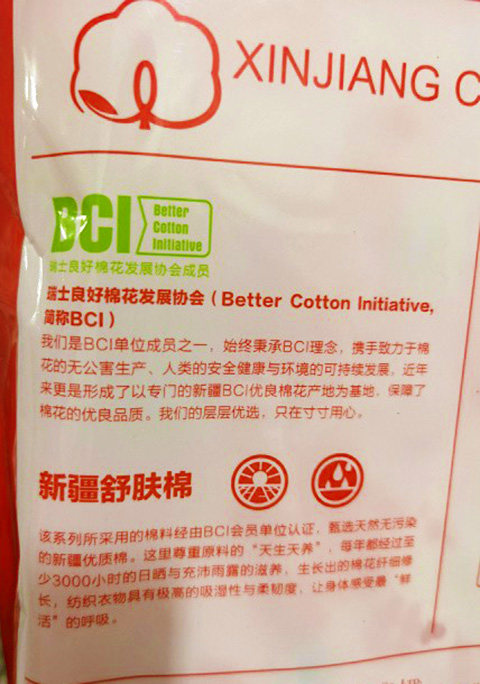 XINJIANG C
BCI
Better
Cotton
Initiative
瑞士良好棉花发展协会成员
瑞士良好棉花发展协会（Better Cotton Initiative,
简称BCI）
我们是BCI单位成员之一，始终秉承BCI理念，携手致力于棉
花的无公害生产、人类的安全健康与环境的可持续发展，近年
来更是形成了以专门的新疆BCI优良棉花产地为基地，保障了
棉花的优良品质。我们的层层优选，只在寸寸用心。
新疆舒肤棉
该系列所采用的棉料经由BCI会员单位认证，甄选天然无污染
的新疆优质棉。这里尊重原料的“天生天养”，每年都经过至
少3000小时的日晒与充沛雨露的滋养，生长出的棉花纤细修
长，纺织衣物具有极高的吸湿性与柔韧度，让身体感受最“鲜
活”的呼吸。